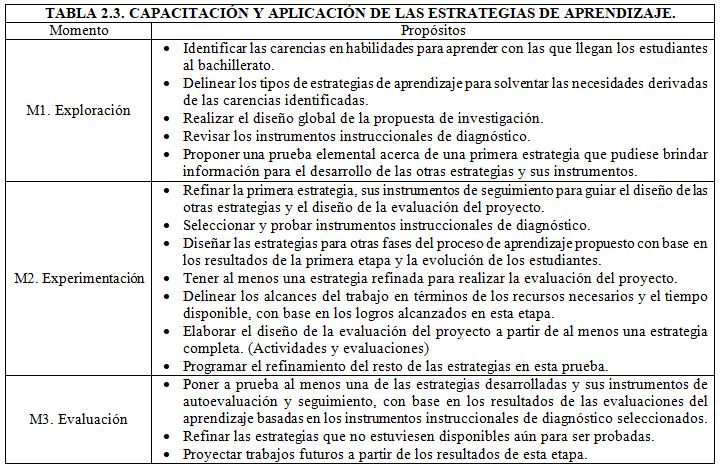 TABLA 2.3. CAPACITACIÓN Y APLICACIÓN DE LAS ESTRATEGIAS DE APRENDIZAJE.
Momento Propósitos
M1. Exploración
• Identificar las carencias en habilidades para aprender con las que llegan los estudiantes
al bachillerato.
• Delinear los tipos de estrategias de aprendizaje para solventar las necesidades derivadas
de las carencias identificadas.
• Realizar el diseño global de la propuesta de investigación.
• Revisar los instrumentos instruccionales de diagnóstico.
• Proponer una prueba elemental acerca de una primera estrategia que pudiese brindar
información para el desarrollo de las otras estrategias y sus instrumentos.
M2. Experimentación
• Refinar la primera estrategia, sus instrumentos de seguimiento para guiar el diseño de las
otras estrategias y el diseño de la evaluación del proyecto.
• Seleccionar y probar instrumentos instruccionales de diagnóstico.
• Diseñar las estrategias para otras fases del proceso de aprendizaje propuesto con base en
los resultados de la primera etapa y la evolución de los estudiantes.
• Tener al menos una estrategia refinada para realizar la evaluación del proyecto.
• Delinear los alcances del trabajo en términos de los recursos necesarios y el tiempo
disponible, con base en los logros alcanzados en esta etapa.
• Elaborar el diseño de la evaluación del proyecto a partir de al menos una estrategia
completa. (Actividades y evaluaciones)
• Programar el refinamiento del resto de las estrategias en esta prueba.
M3. Evaluación
• Poner a prueba al menos una de las estrategias desarrolladas y sus instrumentos de
autoevaluación y seguimiento, con base en los resultados de las evaluaciones del
aprendizaje basadas en los instrumentos instruccionales de diagnóstico seleccionados.
• Refinar las estrategias que no estuviesen disponibles aún para ser probadas.
• Proyectar trabajos futuros a partir de los resultados de esta etapa.